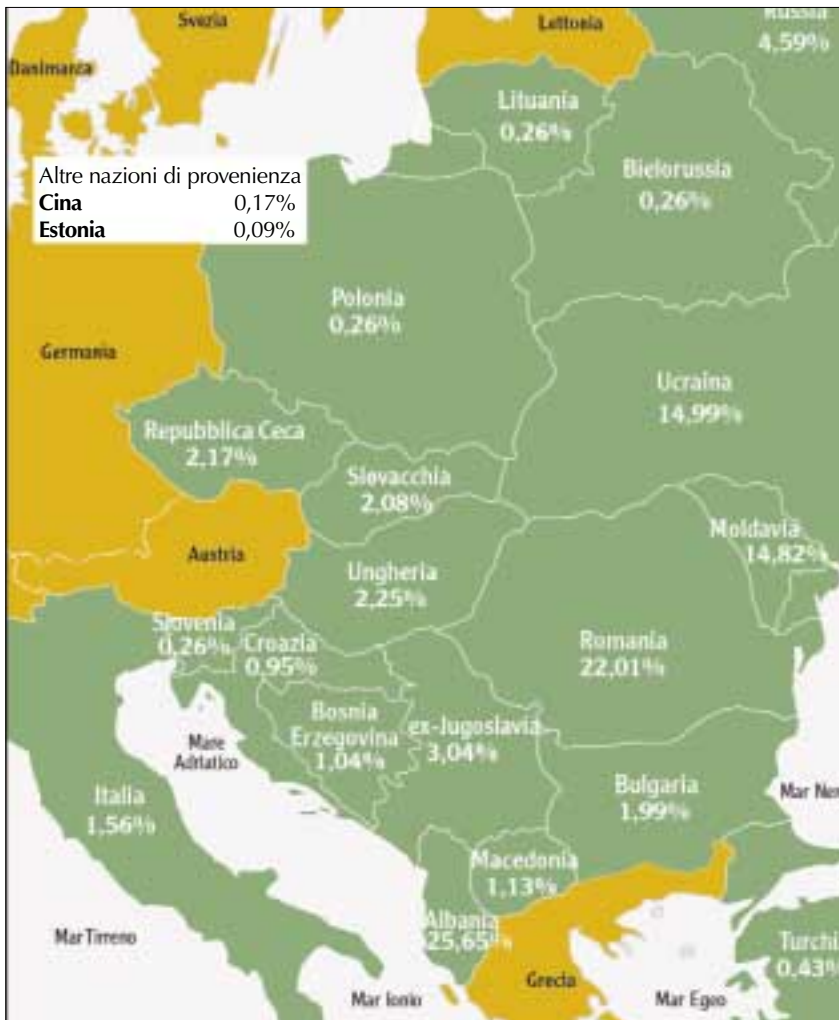 Svezia
Lettonia
Russia
4,59%
Danimarca
Lituania
0,26%
Bielorussia
0,26%
Altre nazioni di provenienza
Cina 0,17%
Estonia 0,09%
Polonia
0,26%
Germania
Ucraina
14,99%
Repubblica Ceca
2,17%
Slovacchia
2,08%
Moldavia
14,82%
Austria
Ungheria
2,25%
Slovenia
0,26%
Croazia
0,95%
Romania
22,01%
Bosnia
Erzegovina
1,04%
ex-Jugoslavia
3,04%
Mare
Adriatico
Italia
1,56%
Bulgaria
1,99%
Mar Ner
Macedonia
1,13%
Albania
25,65%
Mar Tirreno
Turchi
0,43%
Grecia
Mar Ionio
Mar Egeo